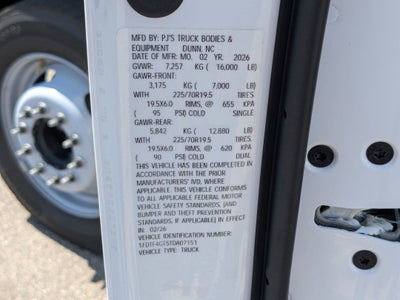 MFD BY: PJ'S TRUCK BODIES &
EQUIPMENT DUNN, NC
DATE OF MFR: MO. 02 YR. 2026
GVWR: 7,257 KG ( 16,000 LB)
GAWR-FRONT:
3,175 KG ( 7,000 LB)
WITH 225/70R19.5 TIRES.
19.5X6.0 RIMS, @ 655 KPA
( 95 PSI) COLD SINGLE
GAWR-REAR:
5,842 KG ( 12,880 LB)
WITH 225/70R19.5 TIRES.
19.5X6.0 RIMS, @ 620 KPA
( 90 PSI) COLD DUAL
THIS VEHICLE HAS BEEN COMPLETED IN
ACCORDANCE WITH THE PRIOR
MANUFACTURERS' IVD, WHERE
APPLICABLE. THIS VEHICLE CONFORMS
TO ALL APPLICABLE FEDERAL MOTOR
VEHICLE SAFETY STANDARDS, [AND
BUMPER AND THEFT PREVENTION
STANDARDS, IF APPLICABLE] IN EFFECT
IN: 02/26
VEHICLE IDENTIFICATION NUMBER:
VEHICLE TYPE: TRUCK